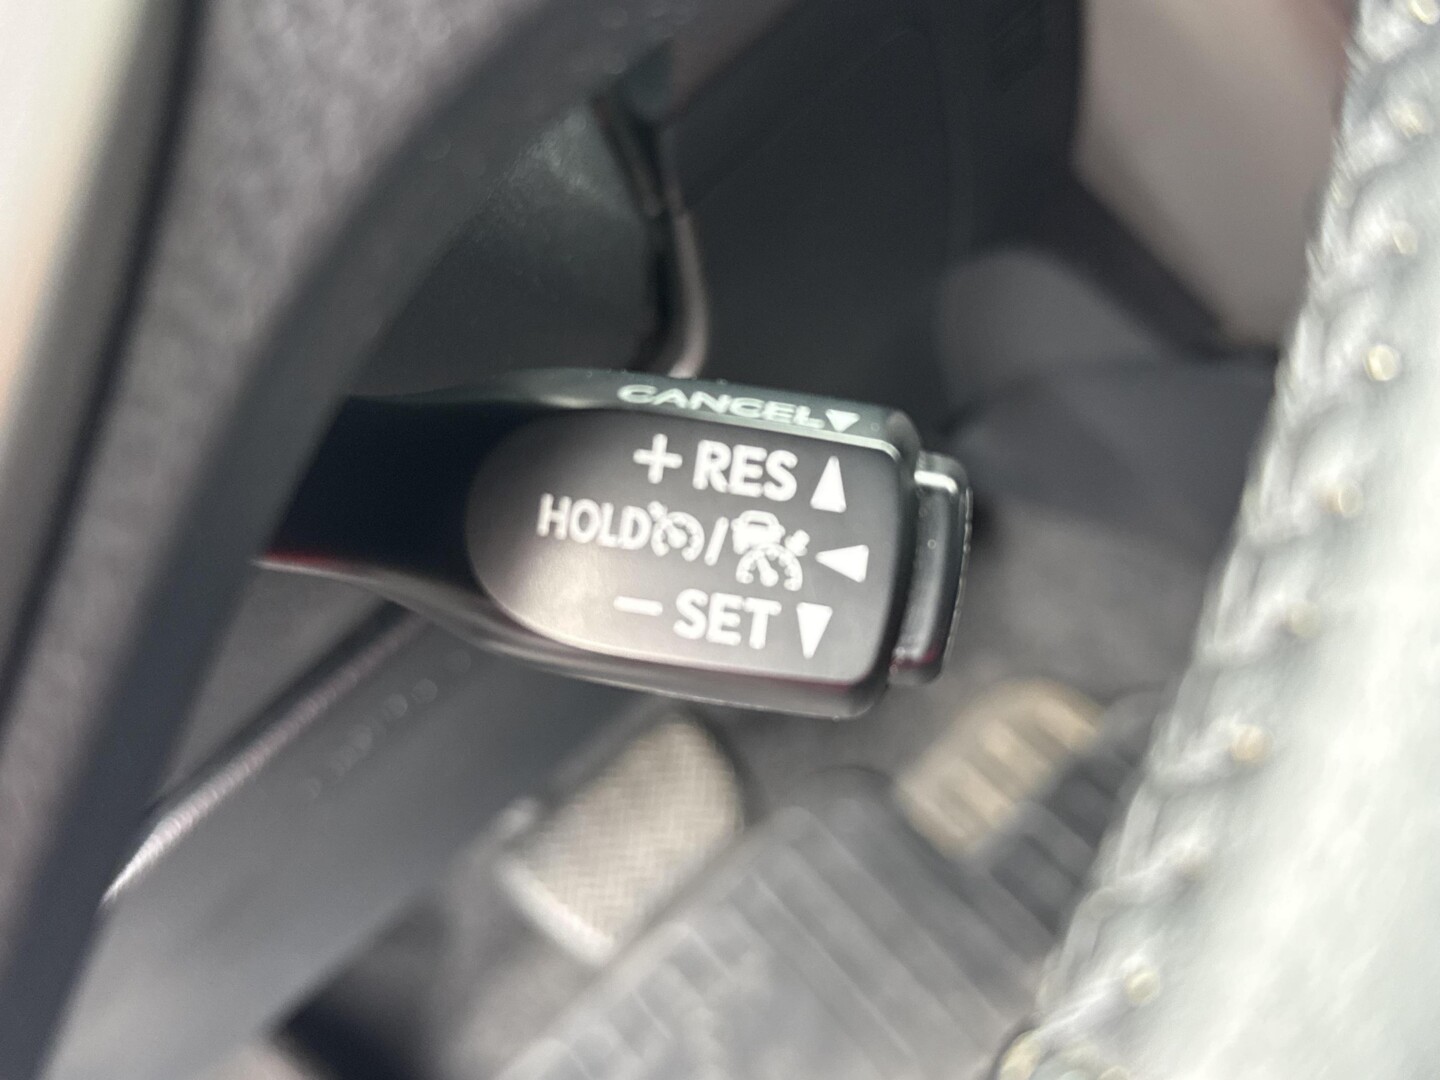 CANCEL▼
+ RES ▲
HOLD / ◀
− SET ▼